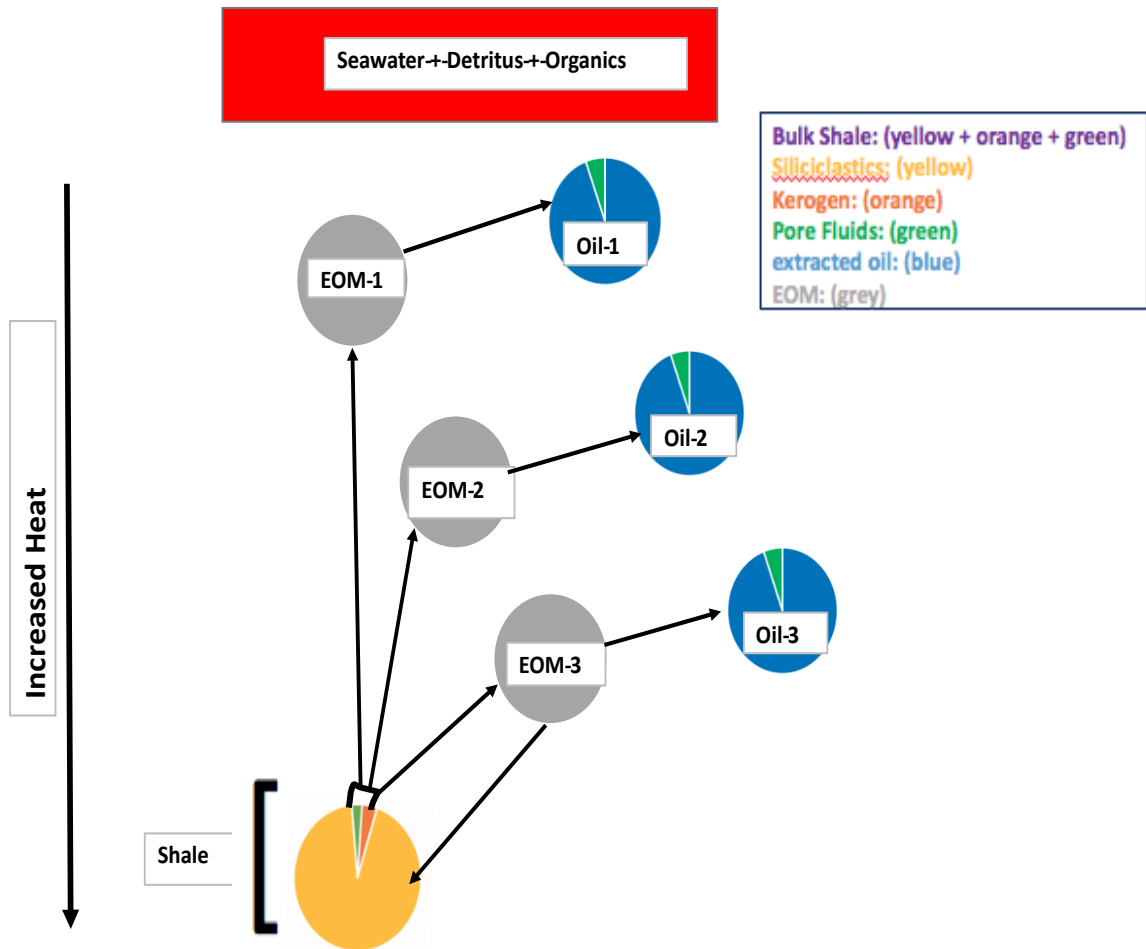 Seawater-+-Detritus-+-Organics
Bulk Shale: (yellow + orange + green)
Siliciclastics: (yellow)
Kerogen: (orange)
Pore Fluids: (green)
extracted oil: (blue)
EOM: (grey)
Oil-1
EOM-1
Oil-2
EOM-2
Oil-3
EOM-3
Increased Heat
Shale